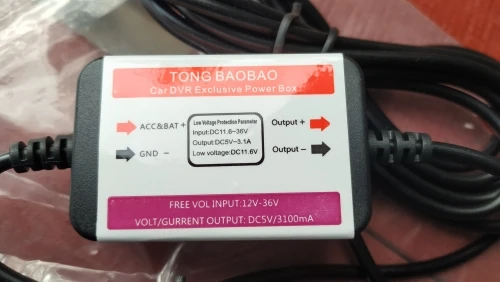 TONG BAOBAO
Car DVR Exclusive Power Box
ACC&BAT +
GND -
Low Voltage Protection Parameter
Input:DC11.6~36V
Output:DC5V~3.1A
Low voltage:DC11.6V
Output +
Output -
FREE VOL INPUT:12V-36V
VOLT/GURRENT OUTPUT: DC5V/3100mA